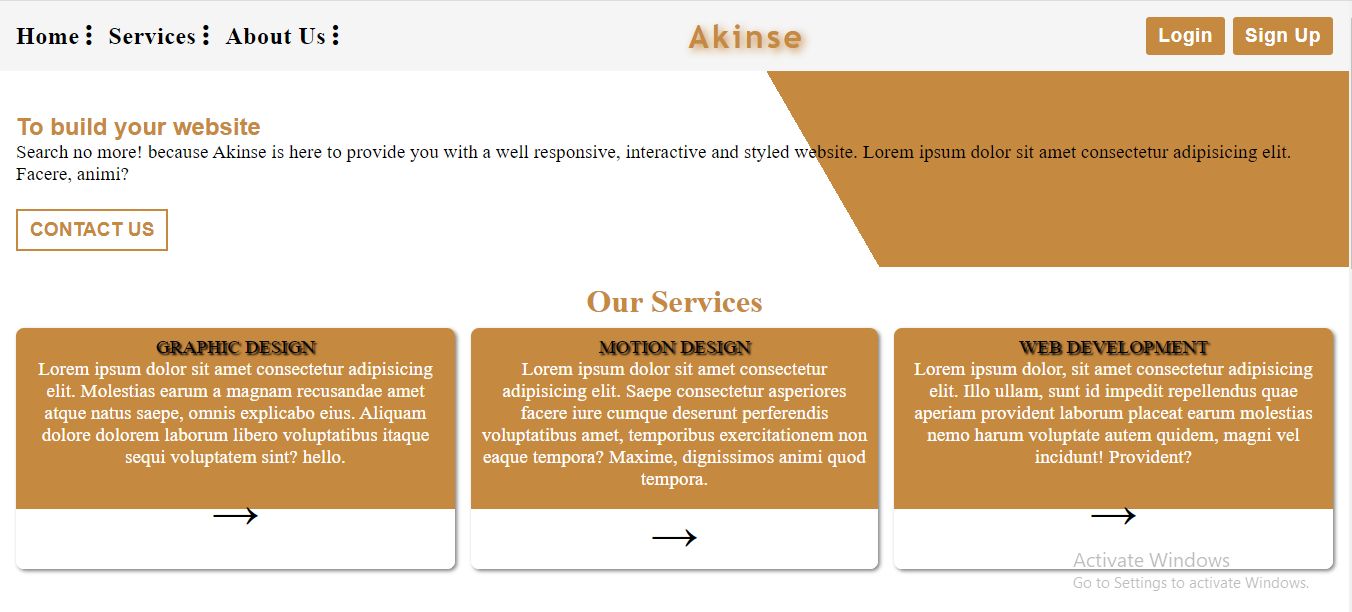 Home Services About Us Akinse Login Sign Up
To build your website
Search no more! because Akinse is here to provide you with a well responsive, interactive and styled website. Lorem ipsum dolor sit amet consectetur adipisicing elit.
Facere, animi?
CONTACT US
Our Services
GRAPHIC DESIGN
Lorem ipsum dolor sit amet consectetur adipisicing
elit. Molestias earum a magnam recusandae amet
atque natus saepe, omnis explicabo eius. Aliquam
dolore dolorem laborum libero voluptatibus itaque
sequi voluptatem sint? hello.
→
MOTION DESIGN
Lorem ipsum dolor sit amet consectetur
adipisicing elit. Saepe consectetur asperiores
facere iure cumque deserunt perferendis
voluptatibus amet, temporibus exercitationem non
eaque tempora? Maxime, dignissimos animi quod
tempora.
→
WEB DEVELOPMENT
Lorem ipsum dolor, sit amet consectetur adipisicing
elit. Illo ullam, sunt id impedit repellendus quae
aperiam provident laborum placeat earum molestias
nemo harum voluptate autem quidem, magni vel
incidunt! Provident?
→
Activate Windows
Go to Settings to activate Windows.